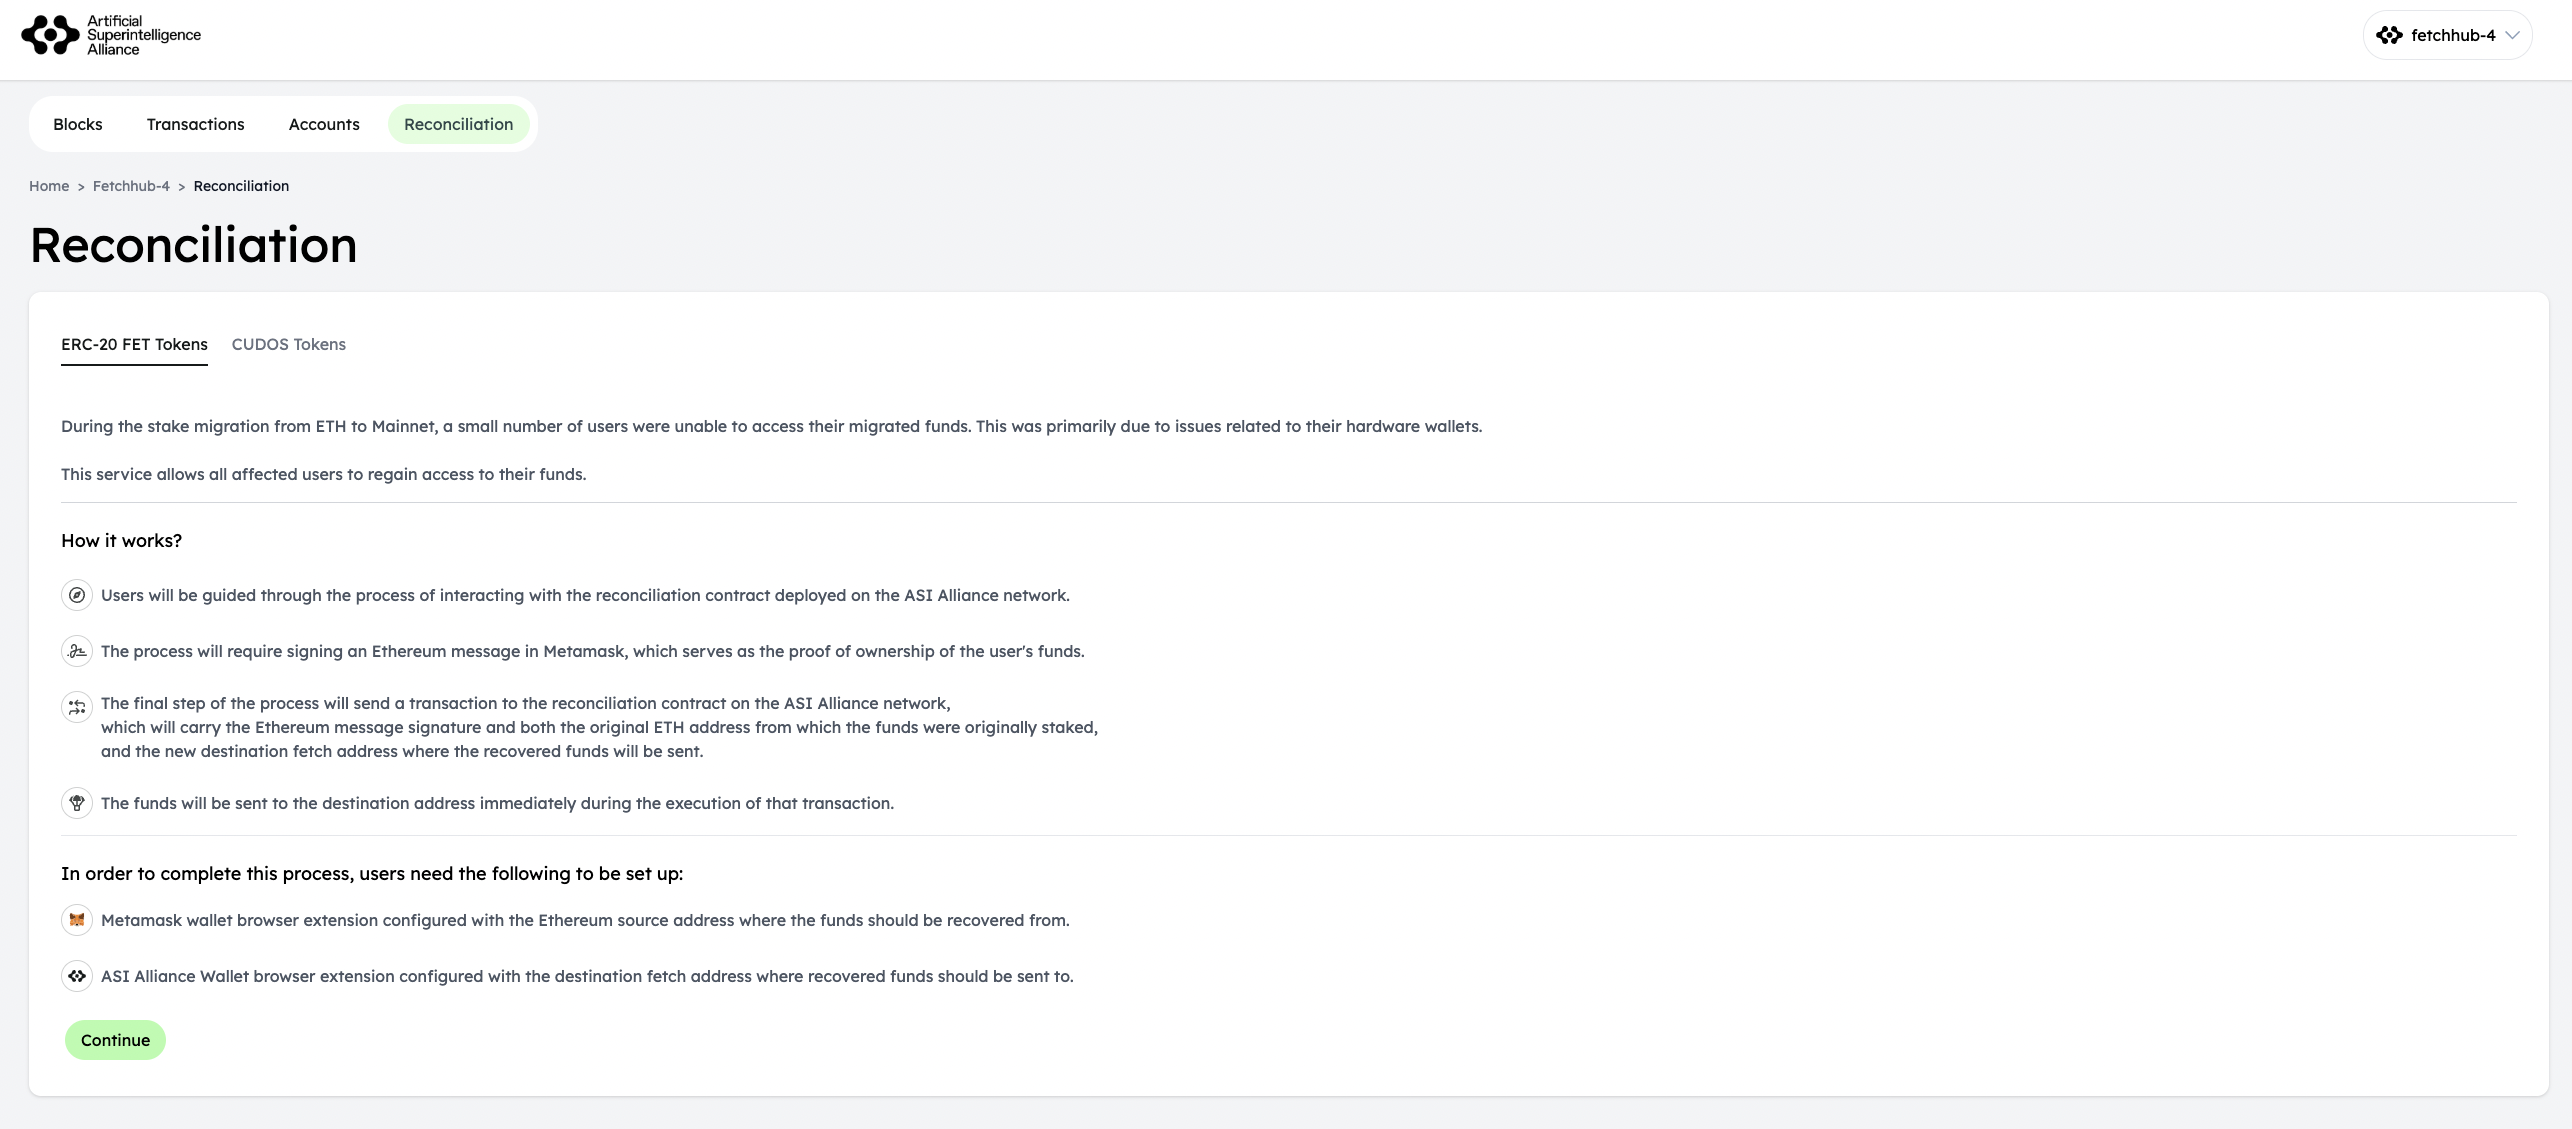 Artificial
Superintelligence
Alliance
fetchhub-4
Blocks Transactions Accounts Reconciliation
Home > Fetchhub-4 > Reconciliation
Reconciliation
ERC-20 FET Tokens CUDOS Tokens
During the stake migration from ETH to Mainnet, a small number of users were unable to access their migrated funds. This was primarily due to issues related to their hardware wallets.
This service allows all affected users to regain access to their funds.
How it works?
Users will be guided through the process of interacting with the reconciliation contract deployed on the ASI Alliance network.
The process will require signing an Ethereum message in Metamask, which serves as the proof of ownership of the user's funds.
The final step of the process will send a transaction to the reconciliation contract on the ASI Alliance network,
which will carry the Ethereum message signature and both the original ETH address from which the funds were originally staked,
and the new destination fetch address where the recovered funds will be sent.
The funds will be sent to the destination address immediately during the execution of that transaction.
In order to complete this process, users need the following to be set up:
Metamask wallet browser extension configured with the Ethereum source address where the funds should be recovered from.
ASI Alliance Wallet browser extension configured with the destination fetch address where recovered funds should be sent to.
Continue